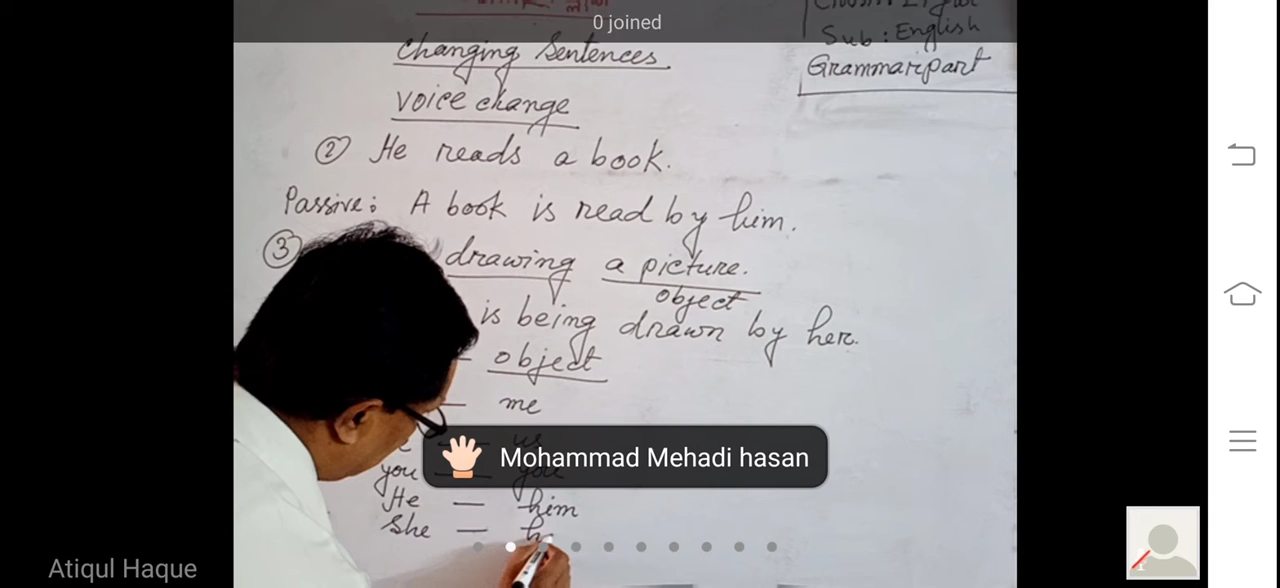 0 joined
Sub : English
Grammar part
Changing Sentences
Voice change
② He reads a book.
Passive: A book is read by him.
③ drawing a picture.
object
is being drawn by her.
— object
— me
— us
you — you
He — him
She — h
Mohammad Mehadi hasan
Atiqul Haque